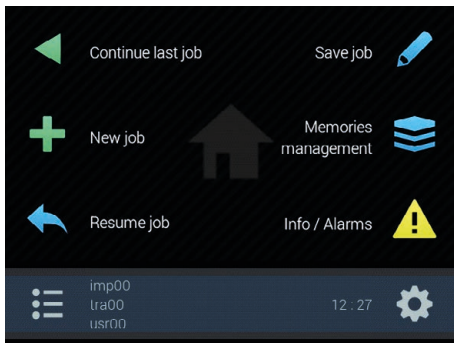 Continue last job
Save job
New job
Memories
management
Resume job
Info / Alarms
imp00
tra00
usr00
12 : 27